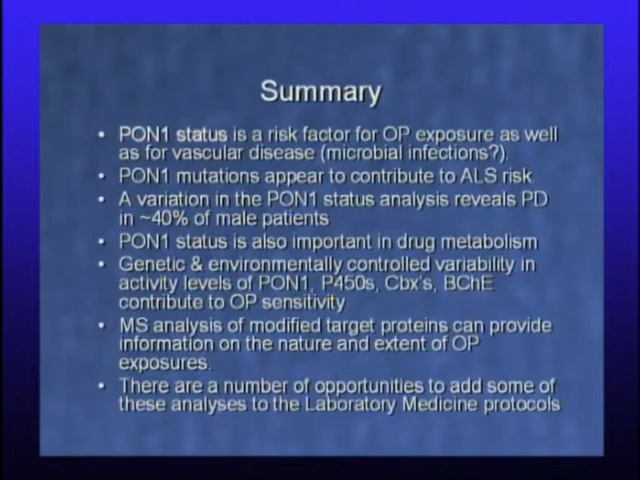 Summary
• PON1 status is a risk factor for OP exposure as well
as for vascular disease (microbial infections?).
• PON1 mutations appear to contribute to ALS risk.
• A variation in the PON1 status analysis reveals PD
in ~40% of male patients
• PON1 status is also important in drug metabolism
• Genetic & environmentally controlled variability in
activity levels of PON1, P450s, Cbx's, BChE
contribute to OP sensitivity
• MS analysis of modified target proteins can provide
information on the nature and extent of OP
exposures.
• There are a number of opportunities to add some of
these analyses to the Laboratory Medicine protocols